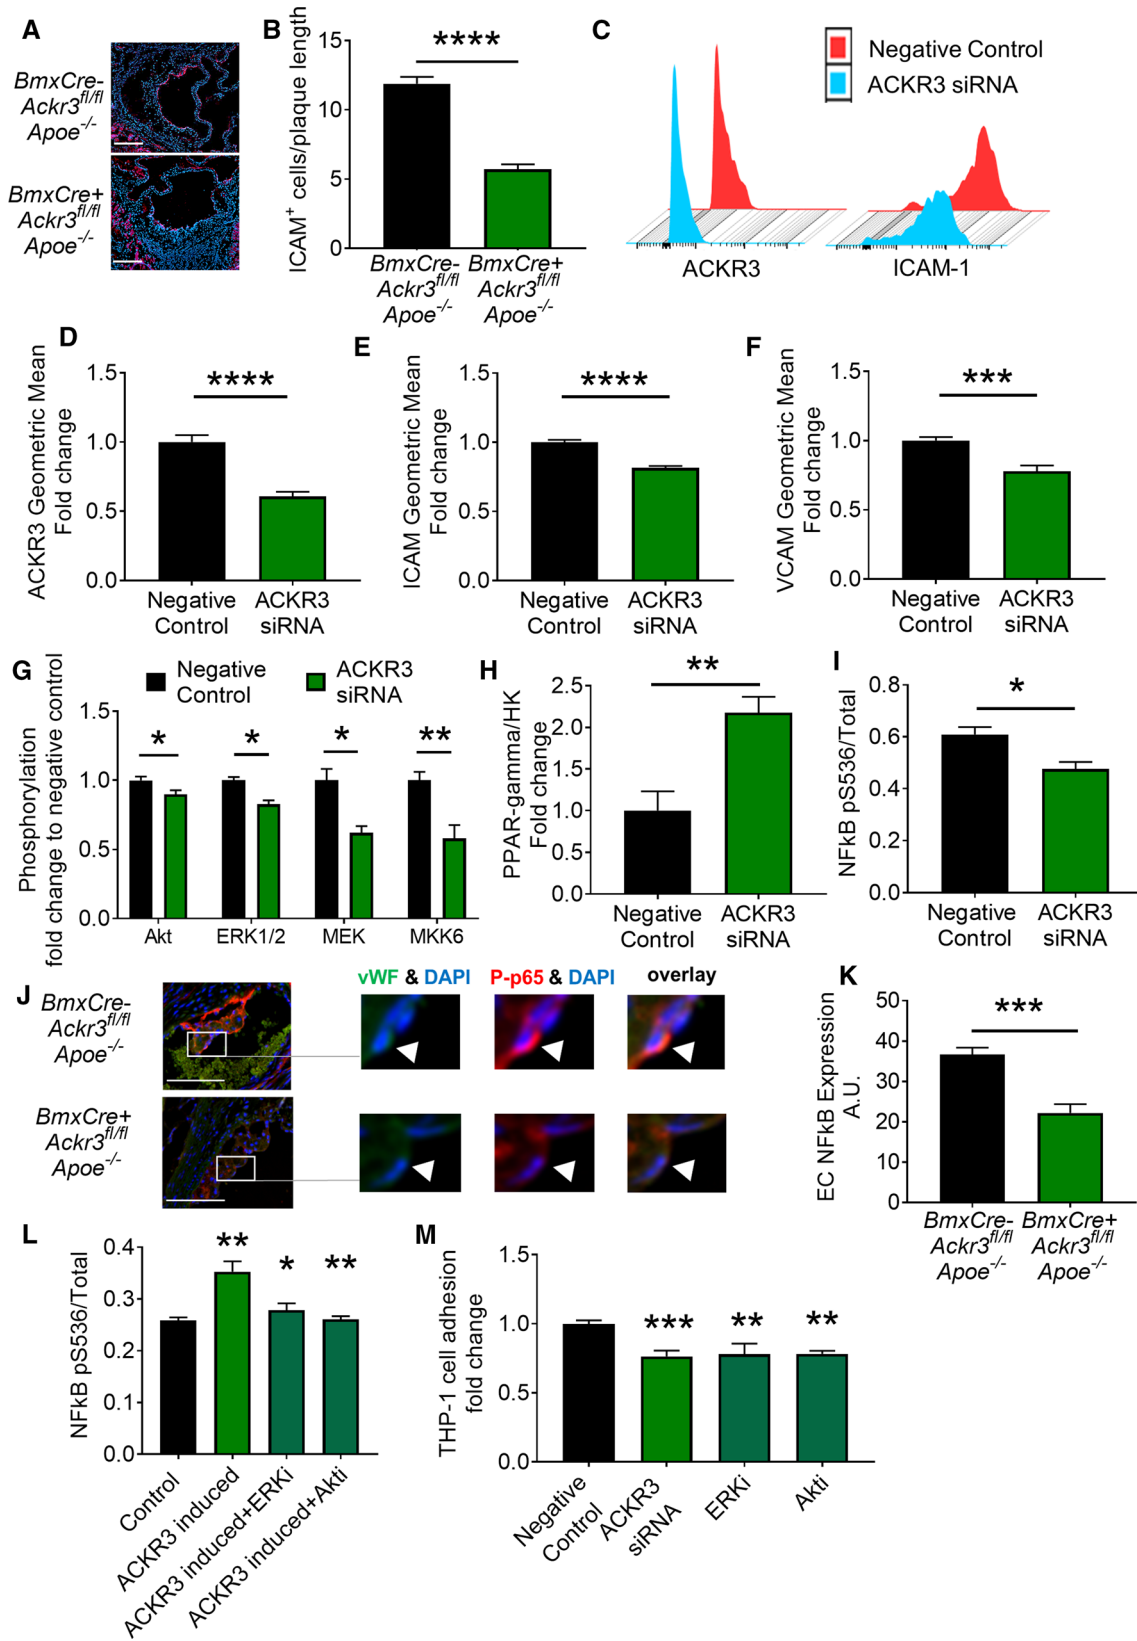 A
BmxCre-
Ackr3fl/fl
Apoe-/-
BmxCre+
Ackr3fl/fl
Apoe-/-
B
ICAM+ cells/plaque length
15
10
5
0
****
BmxCre- BmxCre+
Ackr3fl/fl Ackr3fl/fl
Apoe-/- Apoe-/-
C
Negative Control
ACKR3 siRNA
ACKR3
ICAM-1
D
ACKR3 Geometric Mean
Fold change
1.5
1.0
0.5
0.0
****
Negative ACKR3
Control siRNA
E
ICAM Geometric Mean
Fold change
1.5
1.0
0.5
0.0
****
Negative ACKR3
Control siRNA
F
VCAM Geometric Mean
Fold change
1.5
1.0
0.5
0.0
***
Negative ACKR3
Control siRNA
G
Negative
Control
ACKR3
siRNA
Phosphorylation
fold change to negative control
1.5
1.0
0.5
0.0
* * * **
Akt ERK1/2 MEK MKK6
H
PPAR-gamma/HK
Fold change
2.5
2.0
1.5
1.0
0.5
0.0
**
Negative ACKR3
Control siRNA
I
NFkB pS536/Total
0.8
0.6
0.4
0.2
0.0
*
Negative ACKR3
Control siRNA
J
vWF & DAPI P-p65 & DAPI overlay
BmxCre-
Ackr3fl/fl
Apoe-/-
BmxCre+
Ackr3fl/fl
Apoe-/-
K
EC NFkB Expression
A.U.
50
40
30
20
10
0
***
BmxCre- BmxCre+
Ackr3fl/fl Ackr3fl/fl
Apoe-/- Apoe-/-
L
NFkB pS536/Total
0.4
0.3
0.2
0.1
0.0
** * **
Control
ACKR3 induced
ACKR3 induced+ERKi
ACKR3 induced+Akti
M
THP-1 cell adhesion
fold change
1.5
1.0
0.5
0.0
*** ** **
Negative
Control
ACKR3
siRNA
ERKi
Akti